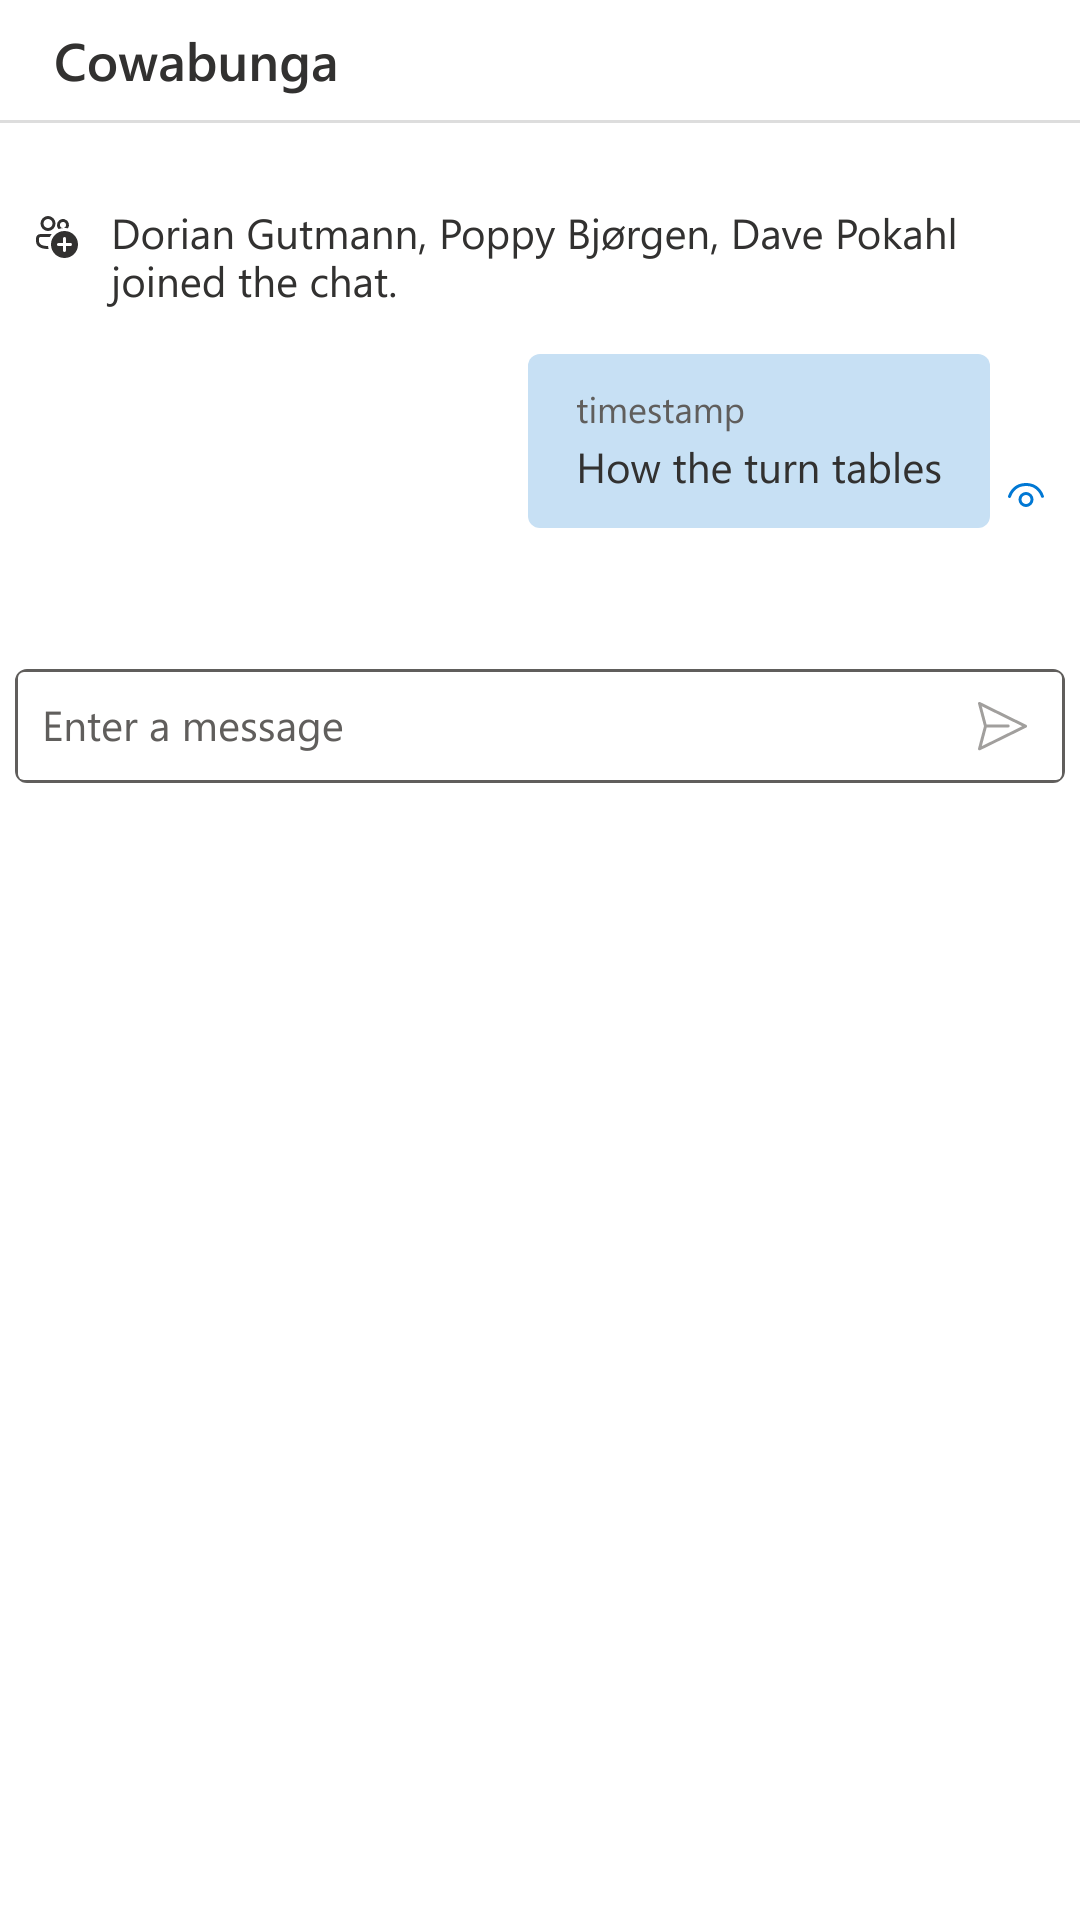 Cowabunga
Dorian Gutmann, Poppy Bjørgen, Dave Pokahl
joined the chat.
timestamp
How the turn tables
Enter a message